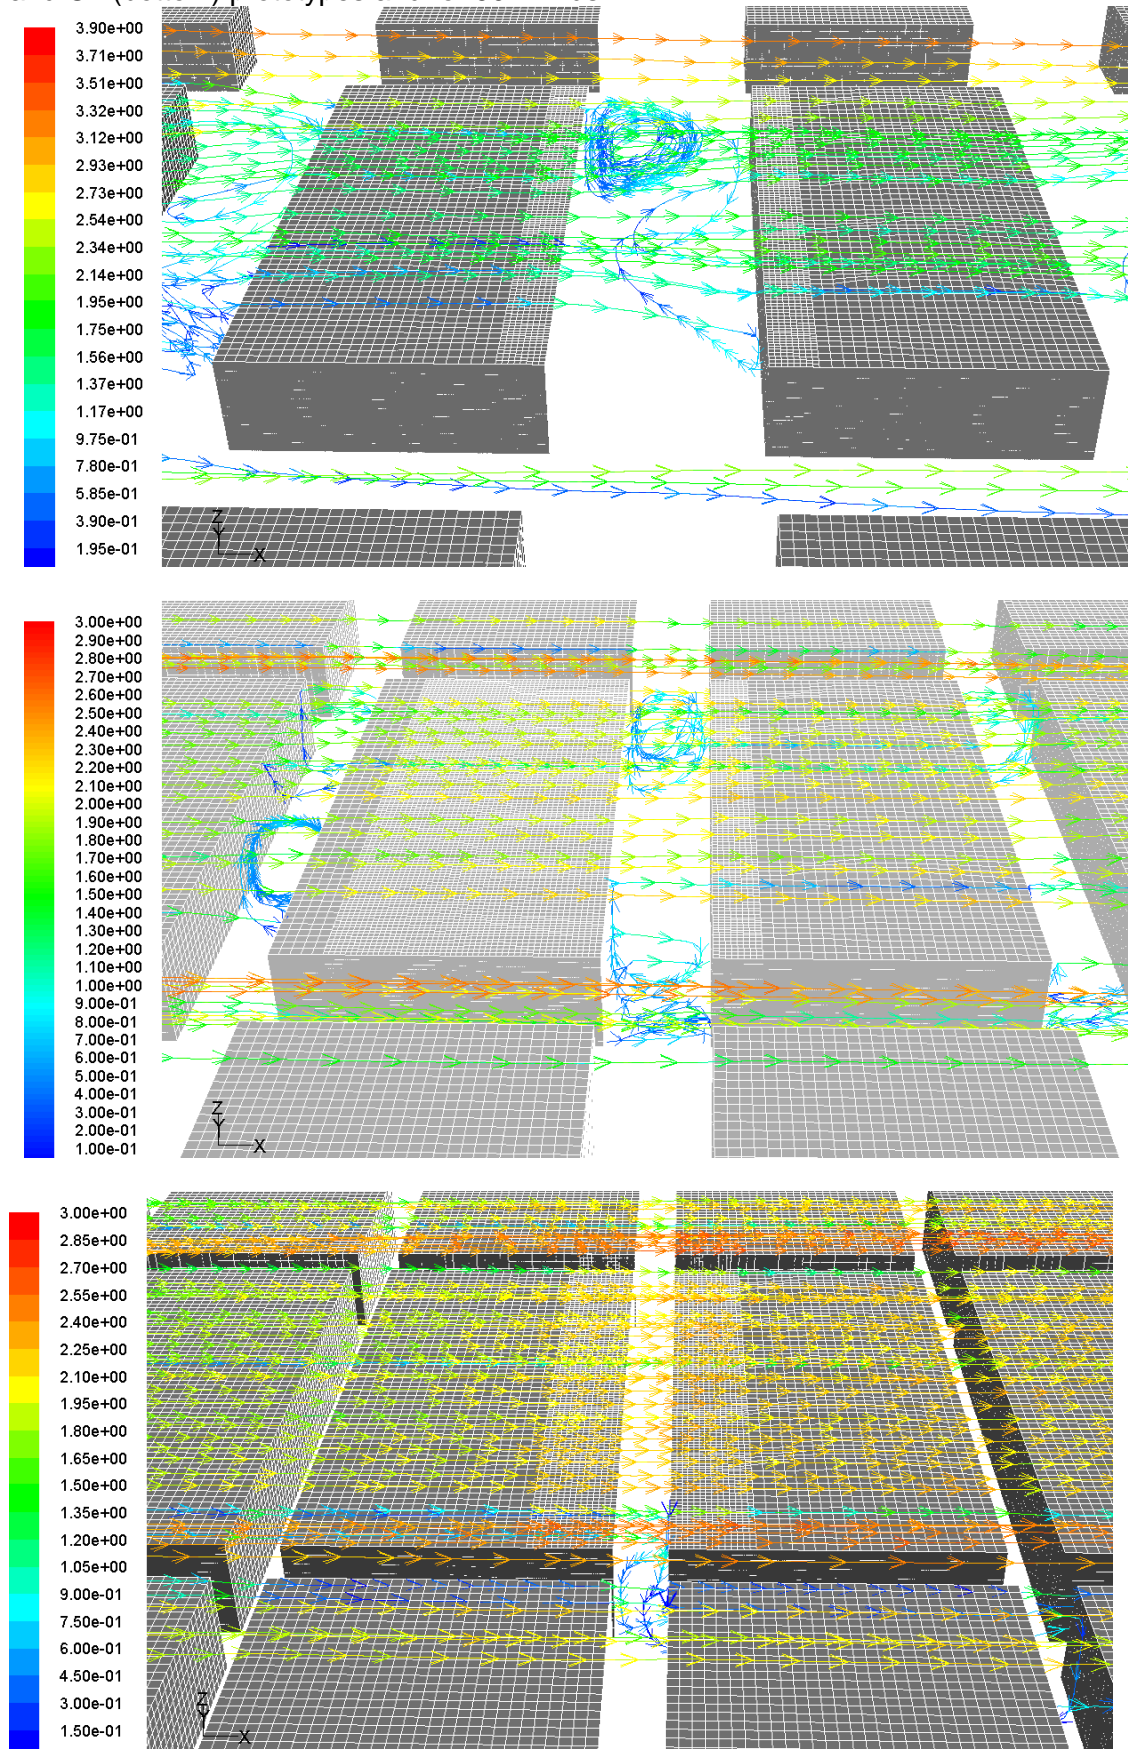 (bottom) prototypes and
3.90e+00
3.71e+00
3.51e+00
3.32e+00
3.12e+00
2.93e+00
2.73e+00
2.54e+00
2.34e+00
2.14e+00
1.95e+00
1.75e+00
1.56e+00
1.37e+00
1.17e+00
9.75e-01
7.80e-01
5.85e-01
3.90e-01
1.95e-01
Z
Y
X
3.00e+00
2.90e+00
2.80e+00
2.70e+00
2.60e+00
2.50e+00
2.40e+00
2.30e+00
2.20e+00
2.10e+00
2.00e+00
1.90e+00
1.80e+00
1.70e+00
1.60e+00
1.50e+00
1.40e+00
1.30e+00
1.20e+00
1.10e+00
1.00e+00
9.00e-01
8.00e-01
7.00e-01
6.00e-01
5.00e-01
4.00e-01
3.00e-01
2.00e-01
1.00e-01
Z
Y
X
3.00e+00
2.85e+00
2.70e+00
2.55e+00
2.40e+00
2.25e+00
2.10e+00
1.95e+00
1.80e+00
1.65e+00
1.50e+00
1.35e+00
1.20e+00
1.05e+00
9.00e-01
7.50e-01
6.00e-01
4.50e-01
3.00e-01
1.50e-01
Z
Y
X